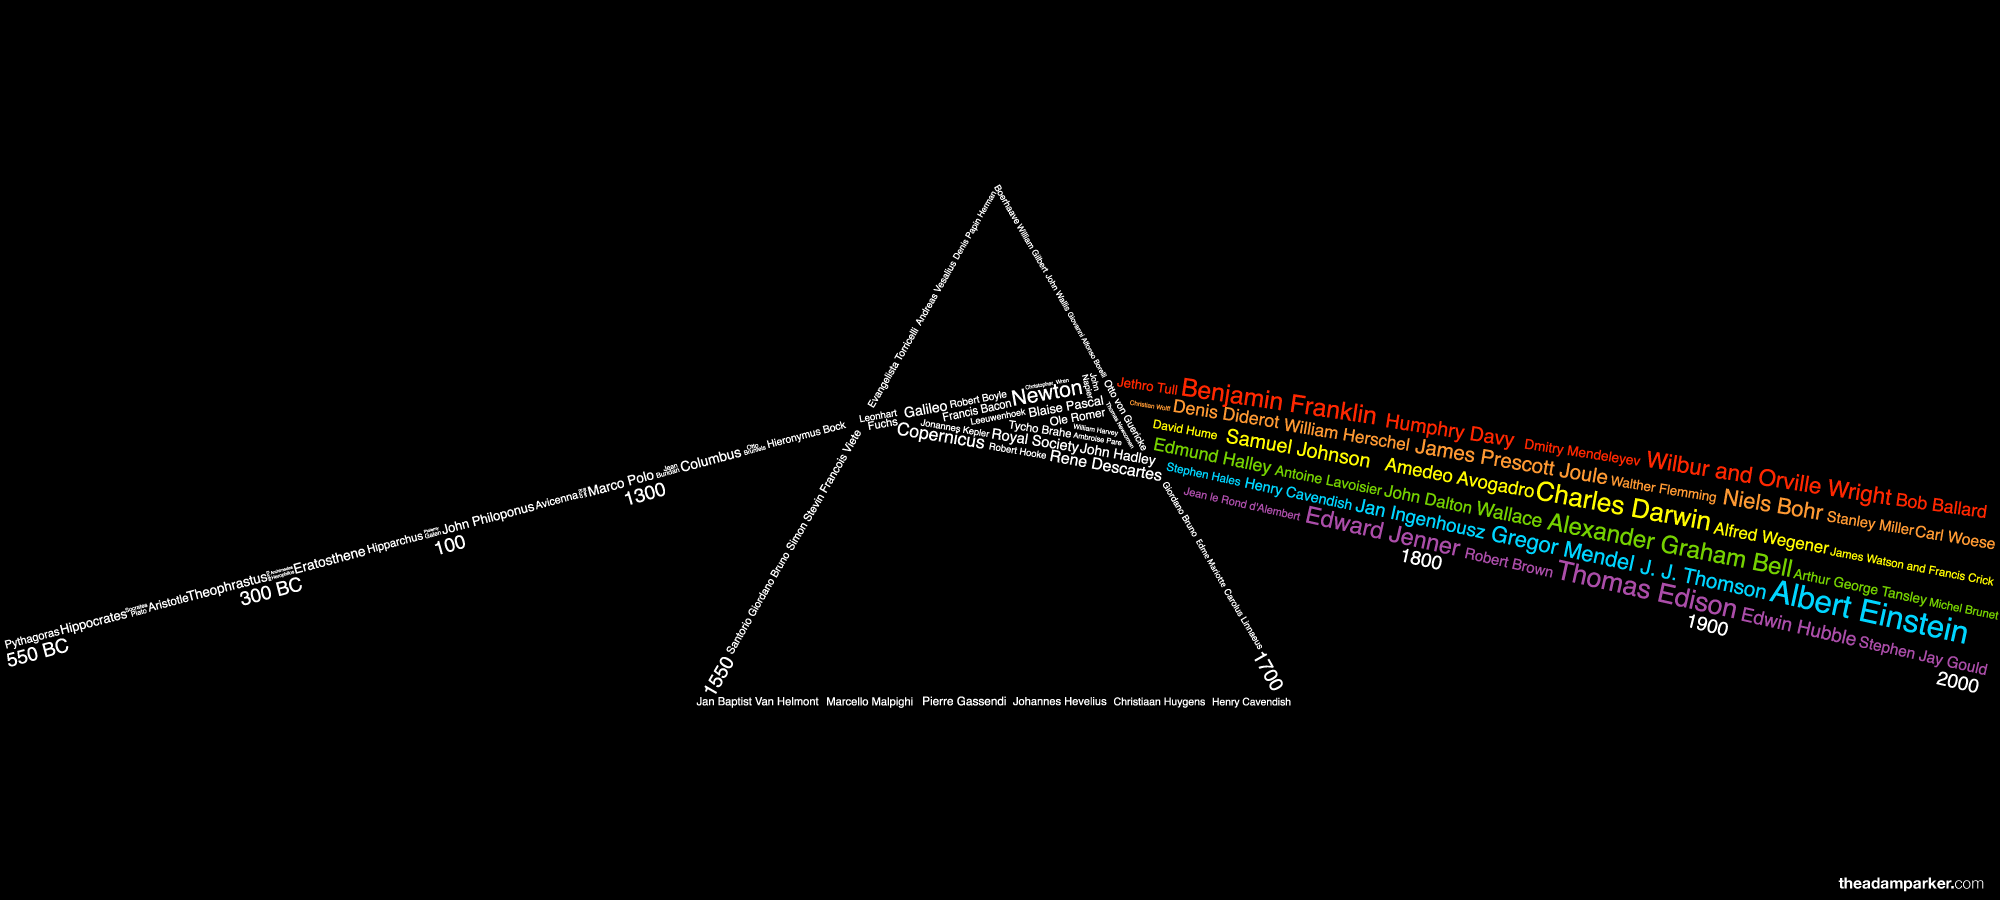 Pythagoras Hippocrates
Socrates
Plato
Aristotle Theophrastus
Archimedes
Herophilos
Eratosthene Hipparchus
Ptolemy
Galen
John Philoponus Avicenna
Marco Polo
Jean
Buridan
Columbus
Otto
Brunfels
Hieronymus Bock
550 BC
300 BC
100
1300
Santorio Giordano Bruno Simon Stevin Francois Viete
Evangelista Torricelli Andreas Vesalius Denis Papin Herman
Boerhaave William Gilbert John Wallis Giovanni Alfonso Borelli
Otto von Guericke
Giordano Bruno Edme Mariotte Carolus Linnaeus
1550
1700
Jan Baptist Van Helmont Marcello Malpighi Pierre Gassendi Johannes Hevelius Christiaan Huygens Henry Cavendish
Leonhart
Fuchs
Galileo Robert Boyle
Christopher Wren
Newton
John
Napier
Francis Bacon
Leeuwenhoek Blaise Pascal
Ole Romer
Thomas Newcomen
Copernicus
Jonannes Kepler
Tycho Brahe
William Harvey
Ambroise Pare
Royal Society John Hadley
Robert Hooke Rene Descartes
Jethro Tull Benjamin Franklin Humphry Davy Dmitry Mendeleyev Wilbur and Orville Wright Bob Ballard
Christian Wolff Denis Diderot William Herschel James Prescott Joule Walther Flemming Niels Bohr Stanley Miller Carl Woese
David Hume Samuel Johnson Amedeo Avogadro Charles Darwin Alfred Wegener James Watson and Francis Crick
Edmund Halley Antoine Lavoisier John Dalton Wallace Alexander Graham Bell Arthur George Tansley Michel Brunet
Stephen Hales Henry Cavendish Jan Ingenhousz Gregor Mendel J. J. Thomson Albert Einstein
Jean le Rond d'Alembert Edward Jenner Robert Brown Thomas Edison Edwin Hubble Stephen Jay Gould
1800
1900
2000
theadamparker.com